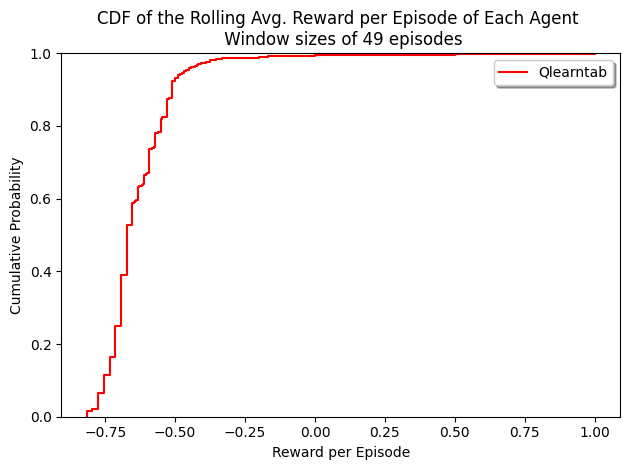 CDF of the Rolling Avg. Reward per Episode of Each Agent
Window sizes of 49 episodes
Qlearntab
1.0
0.8
0.6
0.4
0.2
0.0
Cumulative Probability
−0.75
−0.50
−0.25
0.00
0.25
0.50
0.75
1.00
Reward per Episode